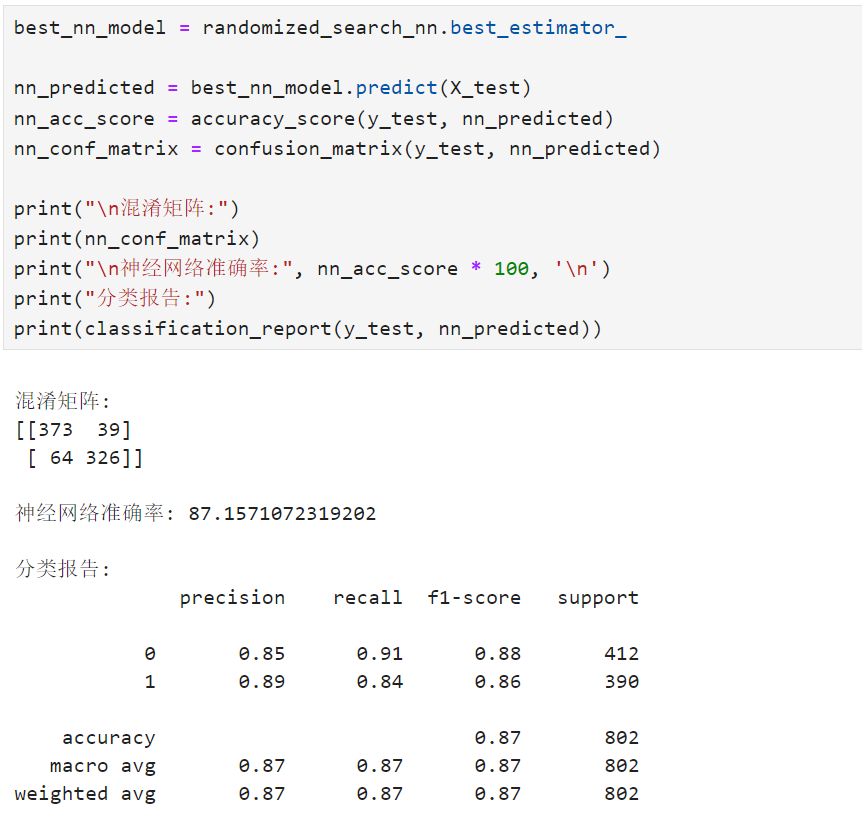 best_nn_model = randomized_search_nn.best_estimator_
nn_predicted = best_nn_model.predict(X_test)
nn_acc_score = accuracy_score(y_test, nn_predicted)
nn_conf_matrix = confusion_matrix(y_test, nn_predicted)
print("\n混淆矩阵:")
print(nn_conf_matrix)
print("\n神经网络准确率:", nn_acc_score * 100, '\n')
print("分类报告:")
print(classification_report(y_test, nn_predicted))
混淆矩阵:
[[373  39]
 [ 64 326]]
神经网络准确率: 87.1571072319202
分类报告:
precision    recall  f1-score   support
0       0.85      0.91      0.88       412
1       0.89      0.84      0.86       390
accuracy                           0.87       802
macro avg       0.87      0.87      0.87       802
weighted avg       0.87      0.87      0.87       802